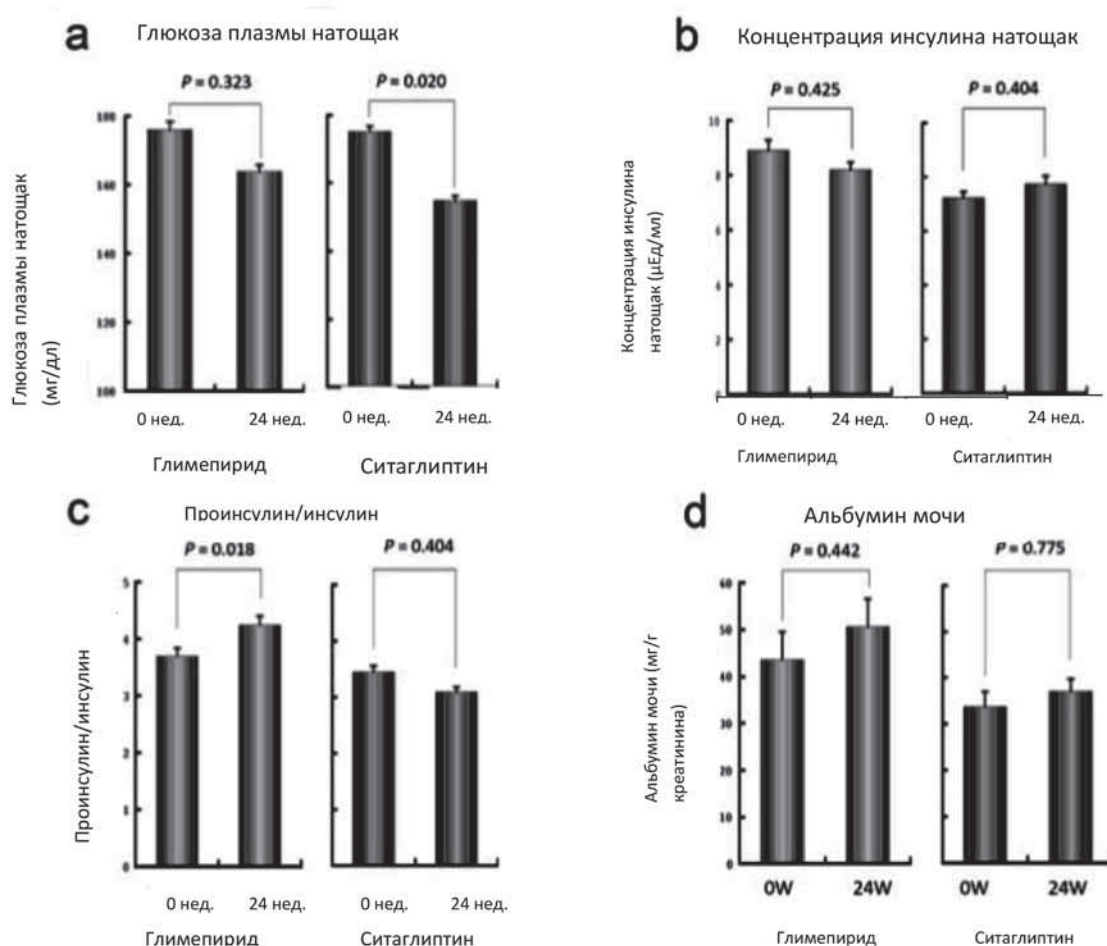 a Глюкоза плазмы натощак
P = 0.323
P = 0.020
Глюкоза плазмы натощак
(мг/дл)
180
160
140
120
100
0 нед.
24 нед.
0 нед.
24 нед.
Глимепирид
Ситаглиптин
b Концентрация инсулина натощак
P = 0.425
P = 0.404
Концентрация инсулина
натощак (µЕд/мл)
10
8
6
4
2
0
0 нед.
24 нед.
0 нед.
24 нед.
Глимепирид
Ситаглиптин
c Проинсулин/инсулин
P = 0.018
P = 0.404
Проинсулин/инсулин
5
4
3
2
1
0
0 нед.
24 нед.
0 нед.
24 нед.
Глимепирид
Ситаглиптин
d Альбумин мочи
P = 0.442
P = 0.775
Альбумин мочи (мг/г
креатинина)
60
50
40
30
20
10
0
0W
24W
0W
24W
Глимепирид
Ситаглиптин